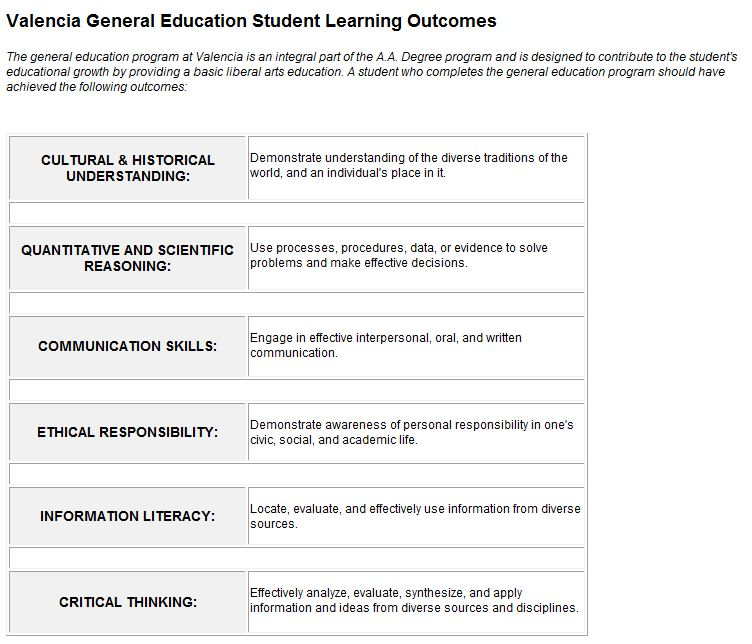 Valencia General Education Student Learning Outcomes
The general education program at Valencia is an integral part of the A.A. Degree program and is designed to contribute to the student's
educational growth by providing a basic liberal arts education. A student who completes the general education program should have
achieved the following outcomes:
CULTURAL & HISTORICAL
UNDERSTANDING:
Demonstrate understanding of the diverse traditions of the
world, and an individual's place in it.
QUANTITATIVE AND SCIENTIFIC
REASONING:
Use processes, procedures, data, or evidence to solve
problems and make effective decisions.
COMMUNICATION SKILLS:
Engage in effective interpersonal, oral, and written
communication.
ETHICAL RESPONSIBILITY:
Demonstrate awareness of personal responsibility in one's
civic, social, and academic life.
INFORMATION LITERACY:
Locate, evaluate, and effectively use information from diverse
sources.
CRITICAL THINKING:
Effectively analyze, evaluate, synthesize, and apply
information and ideas from diverse sources and disciplines.